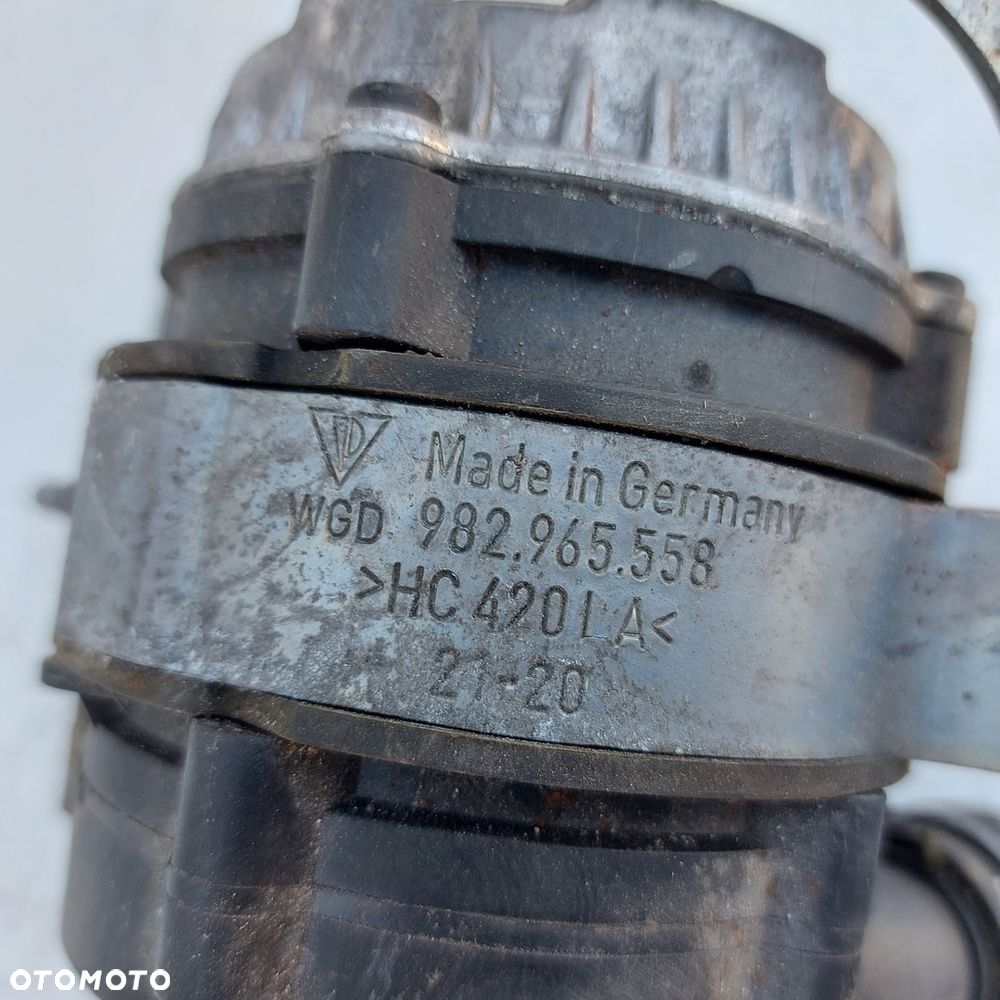 Made in Germany
WGD 982.965.558
>HC 420 LA<
21-20
OTOMOTO